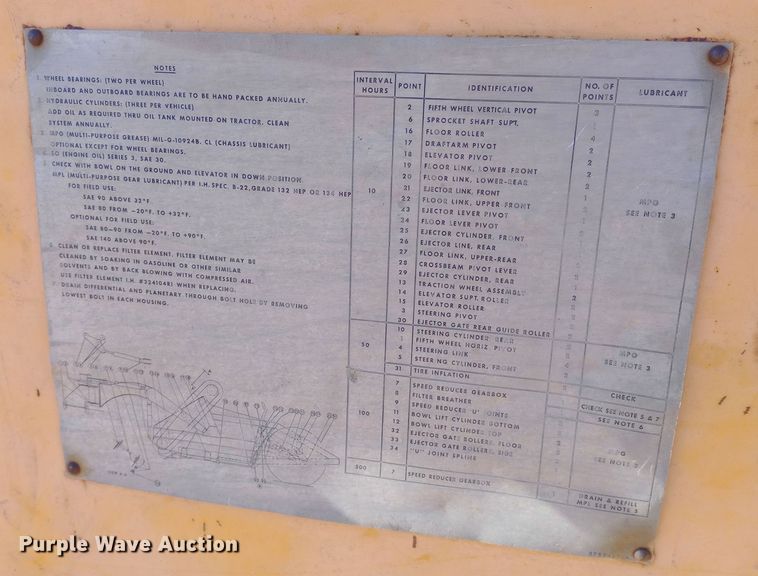 NOTES
1. WHEEL BEARINGS: (TWO PER WHEEL)
INBOARD AND OUTBOARD BEARINGS ARE TO BE HAND PACKED ANNUALLY.
2. HYDRAULIC CYLINDERS: (THREE PER VEHICLE)
ADD OIL AS REQUIRED THRU OIL TANK MOUNTED ON TRACTOR. CLEAN
SYSTEM ANNUALLY.
MPG (MULTI-PURPOSE GREASE) MIL-G-10924B. CL (CHASSIS LUBRICANT)
OPTIONAL EXCEPT FOR WHEEL BEARINGS.
(ENGINE OIL) SERIES 3, SAE 30.
CHECK WITH BOWL ON THE GROUND AND ELEVATOR IN DOWN POSITION
MPL (MULTI-PURPOSE GEAR LUBRICANT) PER I.H. SPEC. B-22, GRADE 132 HEP OR 134 HEP
FOR FIELD USE:
SAE 90 ABOVE 32°F.
SAE 80 FROM -20°F. TO +32°F.
OPTIONAL FOR FIELD USE:
SAE 80-90 FROM -20°F. TO +90°F.
SAE 140 ABOVE 90°F.
CLEAN OR REPLACE FILTER ELEMENT. FILTER ELEMENT MAY BE
CLEANED BY SOAKING IN GASOLINE OR OTHER SIMILAR
SOLVENTS AND BY BACK BLOWING WITH COMPRESSED AIR.
USE FILTER ELEMENT I.H. #324104R1 WHEN REPLACING.
DRAIN DIFFERENTIAL AND PLANETARY THROUGH BOLT HOLE BY REMOVING
LOWEST BOLT IN EACH HOUSING.
INTERVAL HOURS POINT IDENTIFICATION NO. OF POINTS LUBRICANT
2 FIFTH WHEEL VERTICAL PIVOT
6 SPROCKET SHAFT SUPT.
16 FLOOR ROLLER 4
17 DRAFTARM PIVOT 2
18 ELEVATOR PIVOT 2
19 FLOOR LINK, LOWER FRONT 2
20 FLOOR LINK, LOWER-REAR 2
10 21 EJECTOR LINK, FRONT
22 FLOOR LINK, UPPER FRONT MPG
23 EJECTOR LEVER PIVOT SEE NOTE 3
24 FLOOR LEVER PIVOT
25 EJECTOR CYLINDER, FRONT
26 EJECTOR LINE, REAR
27 FLOOR LINK, UPPER-REAR
28 CROSSBEAM PIVOT LEVER
29 EJECTOR CYLINDER, REAR
13 TRACTION WHEEL ASSEMBLY
14 ELEVATOR SUPT. ROLLER 2
15 ELEVATOR ROLLER
3 STEERING PIVOT
30 EJECTOR GATE REAR GUIDE ROLLER
10 STEERING CYLINDER REAR
50 1 FIFTH WHEEL HORIZ. PIVOT MPG
4 STEERING LINK SEE NOTE 3
5 STEERING CYLINDER, FRONT
31 TIRE INFLATION CHECK
7 SPEED REDUCER GEARBOX CHECK SEE NOTE 5 & 7
8 FILTER BREATHER SEE NOTE 6
9 SPEED REDUCER "U" JOINTS
100 11 BOWL LIFT CYLINDER BOTTOM
12 BOWL LIFT CYLINDER TOP
32 EJECTOR GATE ROLLERS, FLOOR MPG
33 EJECTOR GATE ROLLERS, SIDE SEE NOTE
34 "U" JOINT SPLINE
500 7 SPEED REDUCER GEARBOX 1 DRAIN & REFILL
MPL SEE NOTE 5
Purple Wave Auction